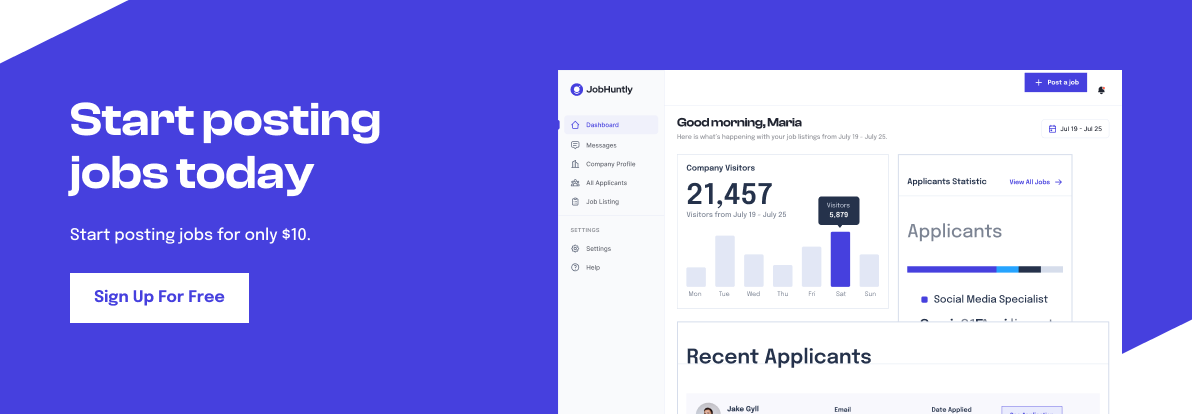 Start posting
jobs today
Start posting jobs for only $10.
Sign Up For Free
JobHuntly
Post a job
Dashboard
Messages
Company Profile
All Applicants
Job Listing
SETTINGS
Settings
Help
Good morning, Maria
Here is what's happening with your job listings from July 19 - July 25.
Jul 19 - Jul 25
Company Visitors
21,457
Visitors from July 19 - July 25
Visitors
5,879
Mon Tue Wed Thu Fri Sat Sun
Applicants Statistic
View All Jobs
Applicants
Social Media Specialist
Recent Applicants
Jake Gyll
Email
Date Applied